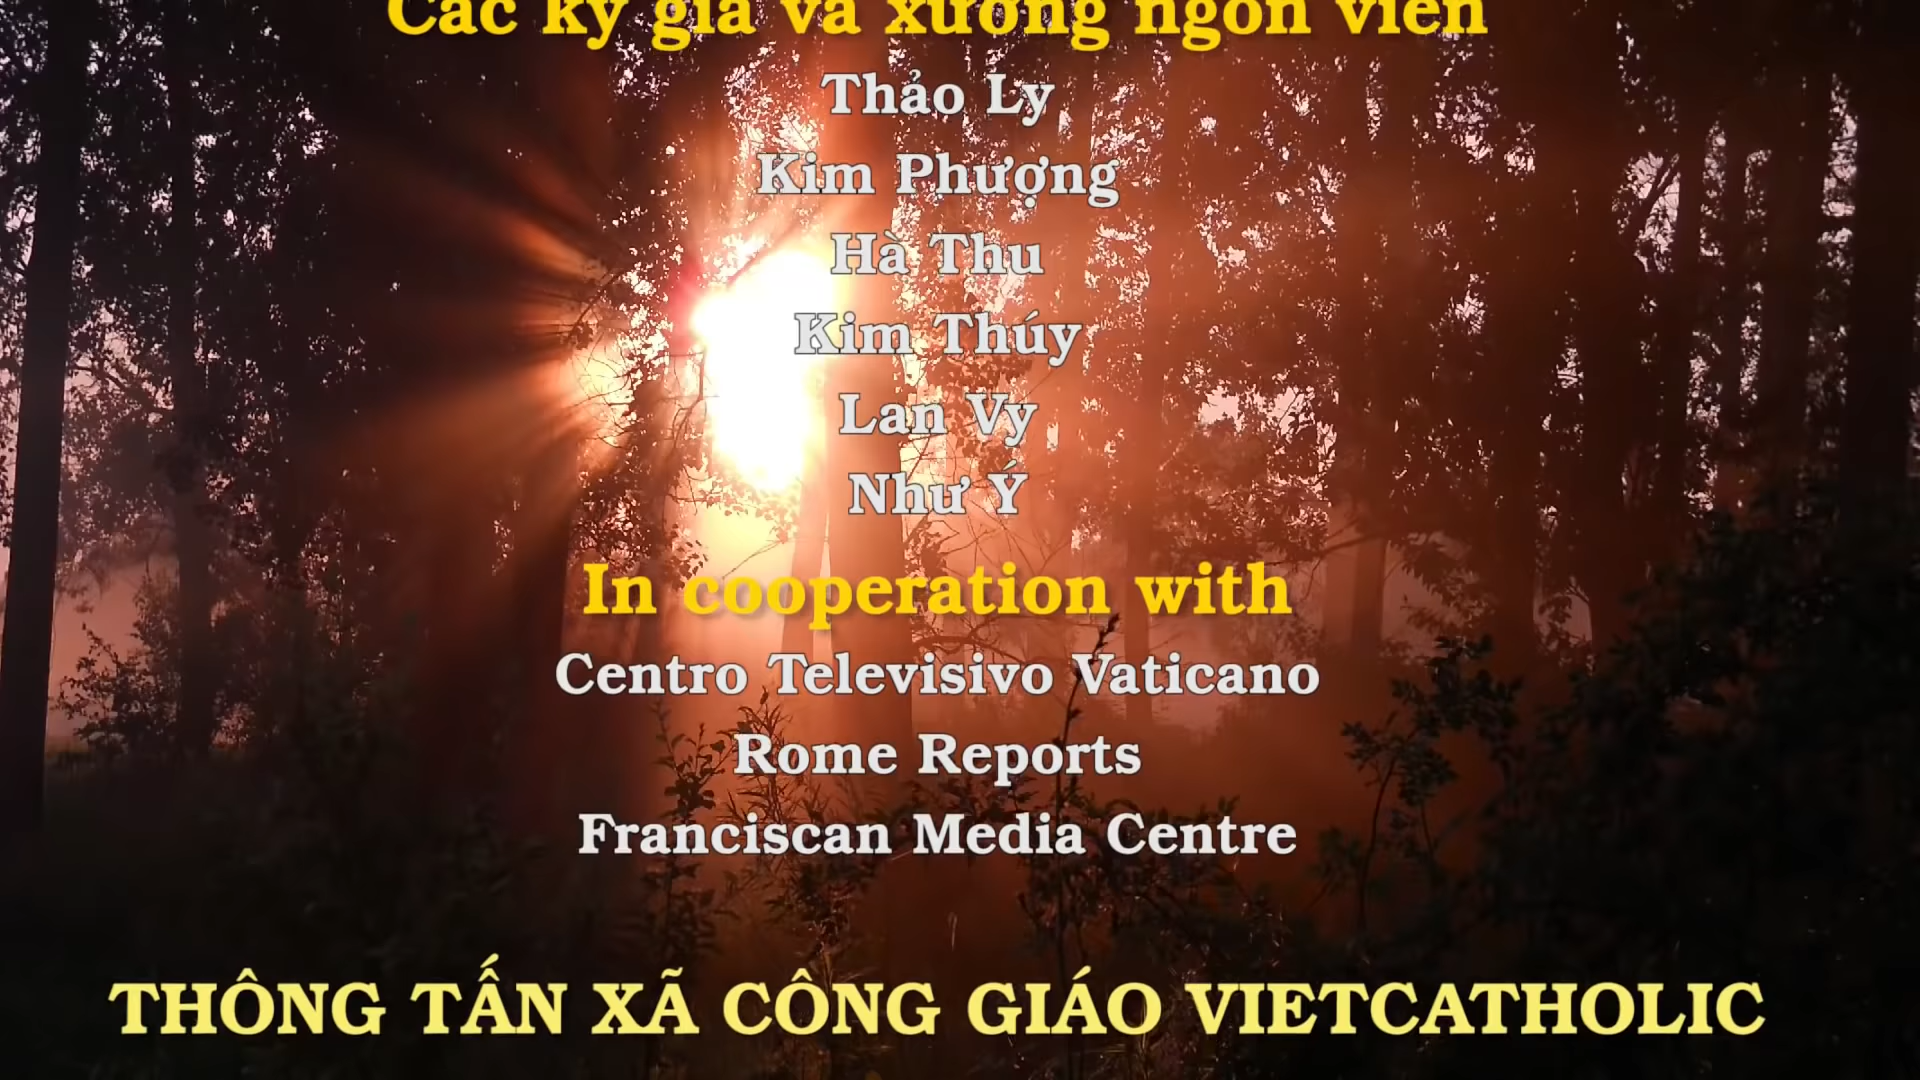 Các ký giả và xướng ngôn viên
Thảo Ly
Kim Phượng
Hà Thu
Kim Thúy
Lan Vy
Như Ý
In cooperation with
Centro Televisivo Vaticano
Rome Reports
Franciscan Media Centre
THÔNG TẤN XÃ CÔNG GIÁO VIETCATHOLIC